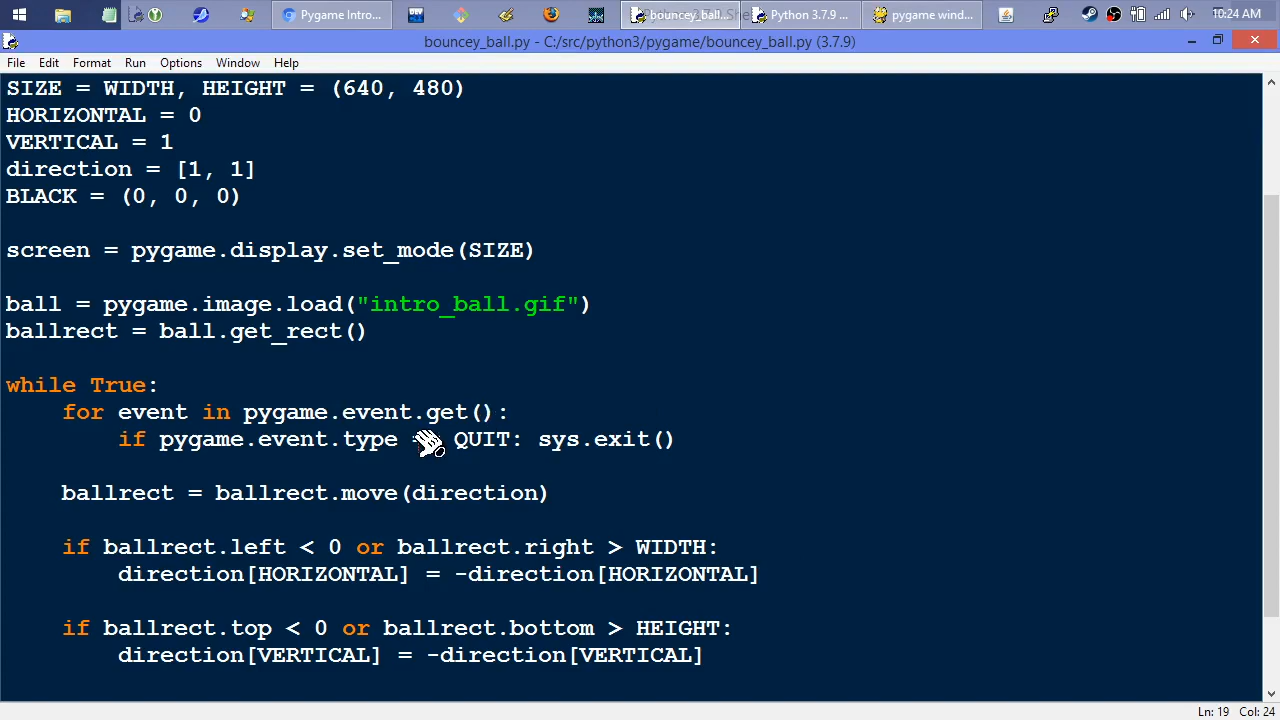 Pygame Intro...
bouncey_ball...
Python 3.7.9 ...
pygame wind...
10:24 AM
bouncey_ball.py - C:/src/python3/pygame/bouncey_ball.py (3.7.9)
File Edit Format Run Options Window Help
SIZE = WIDTH, HEIGHT = (640, 480)
HORIZONTAL = 0
VERTICAL = 1
direction = [1, 1]
BLACK = (0, 0, 0)
screen = pygame.display.set_mode(SIZE)
ball = pygame.image.load("intro_ball.gif")
ballrect = ball.get_rect()
while True:
for event in pygame.event.get():
if pygame.event.type QUIT: sys.exit()
ballrect = ballrect.move(direction)
if ballrect.left < 0 or ballrect.right > WIDTH:
direction[HORIZONTAL] = -direction[HORIZONTAL]
if ballrect.top < 0 or ballrect.bottom > HEIGHT:
direction[VERTICAL] = -direction[VERTICAL]
Ln: 19 Col: 24